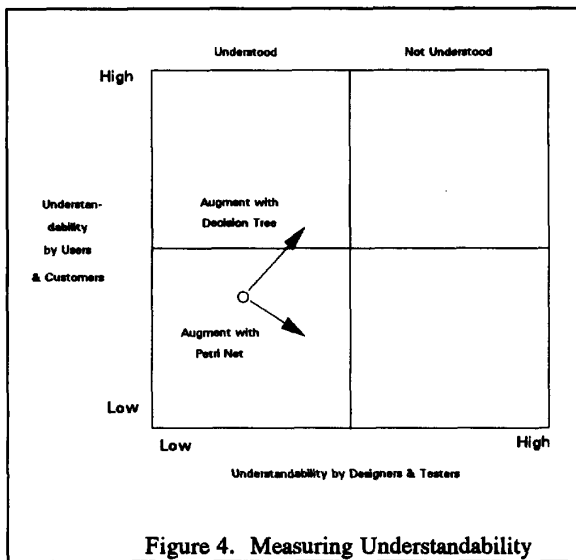 Understood Not Understood
High
Understan-
dability
by Users
& Customers
Augment with
Decision Tree
Augment with
Petri Net
Low
Low High
Understandability by Designers & Testers
Figure 4. Measuring Understandability